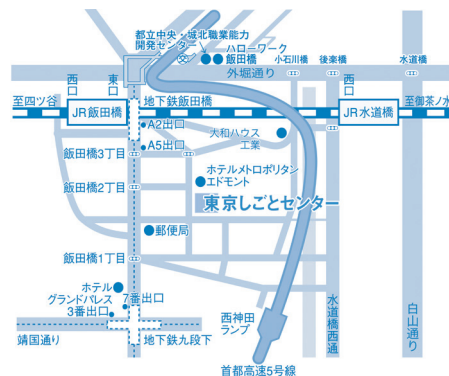 都立中央・城北職業能力
開発センター
ハローワーク
飯田橋
小石川橋
後楽橋
水道橋
外堀通り
西口
東口
西口
至四ツ谷
JR飯田橋
地下鉄飯田橋
JR水道橋
至御茶ノ水
A2出口
大和ハウス
工業
A5出口
飯田橋3丁目
ホテルメトロポリタン
エドモント
飯田橋2丁目
東京しごとセンター
郵便局
飯田橋1丁目
ホテル
グランドパレス
7番出口
3番出口
西神田
ランプ
水道橋西通
白山通り
靖国通り
地下鉄九段下
首都高速5号線